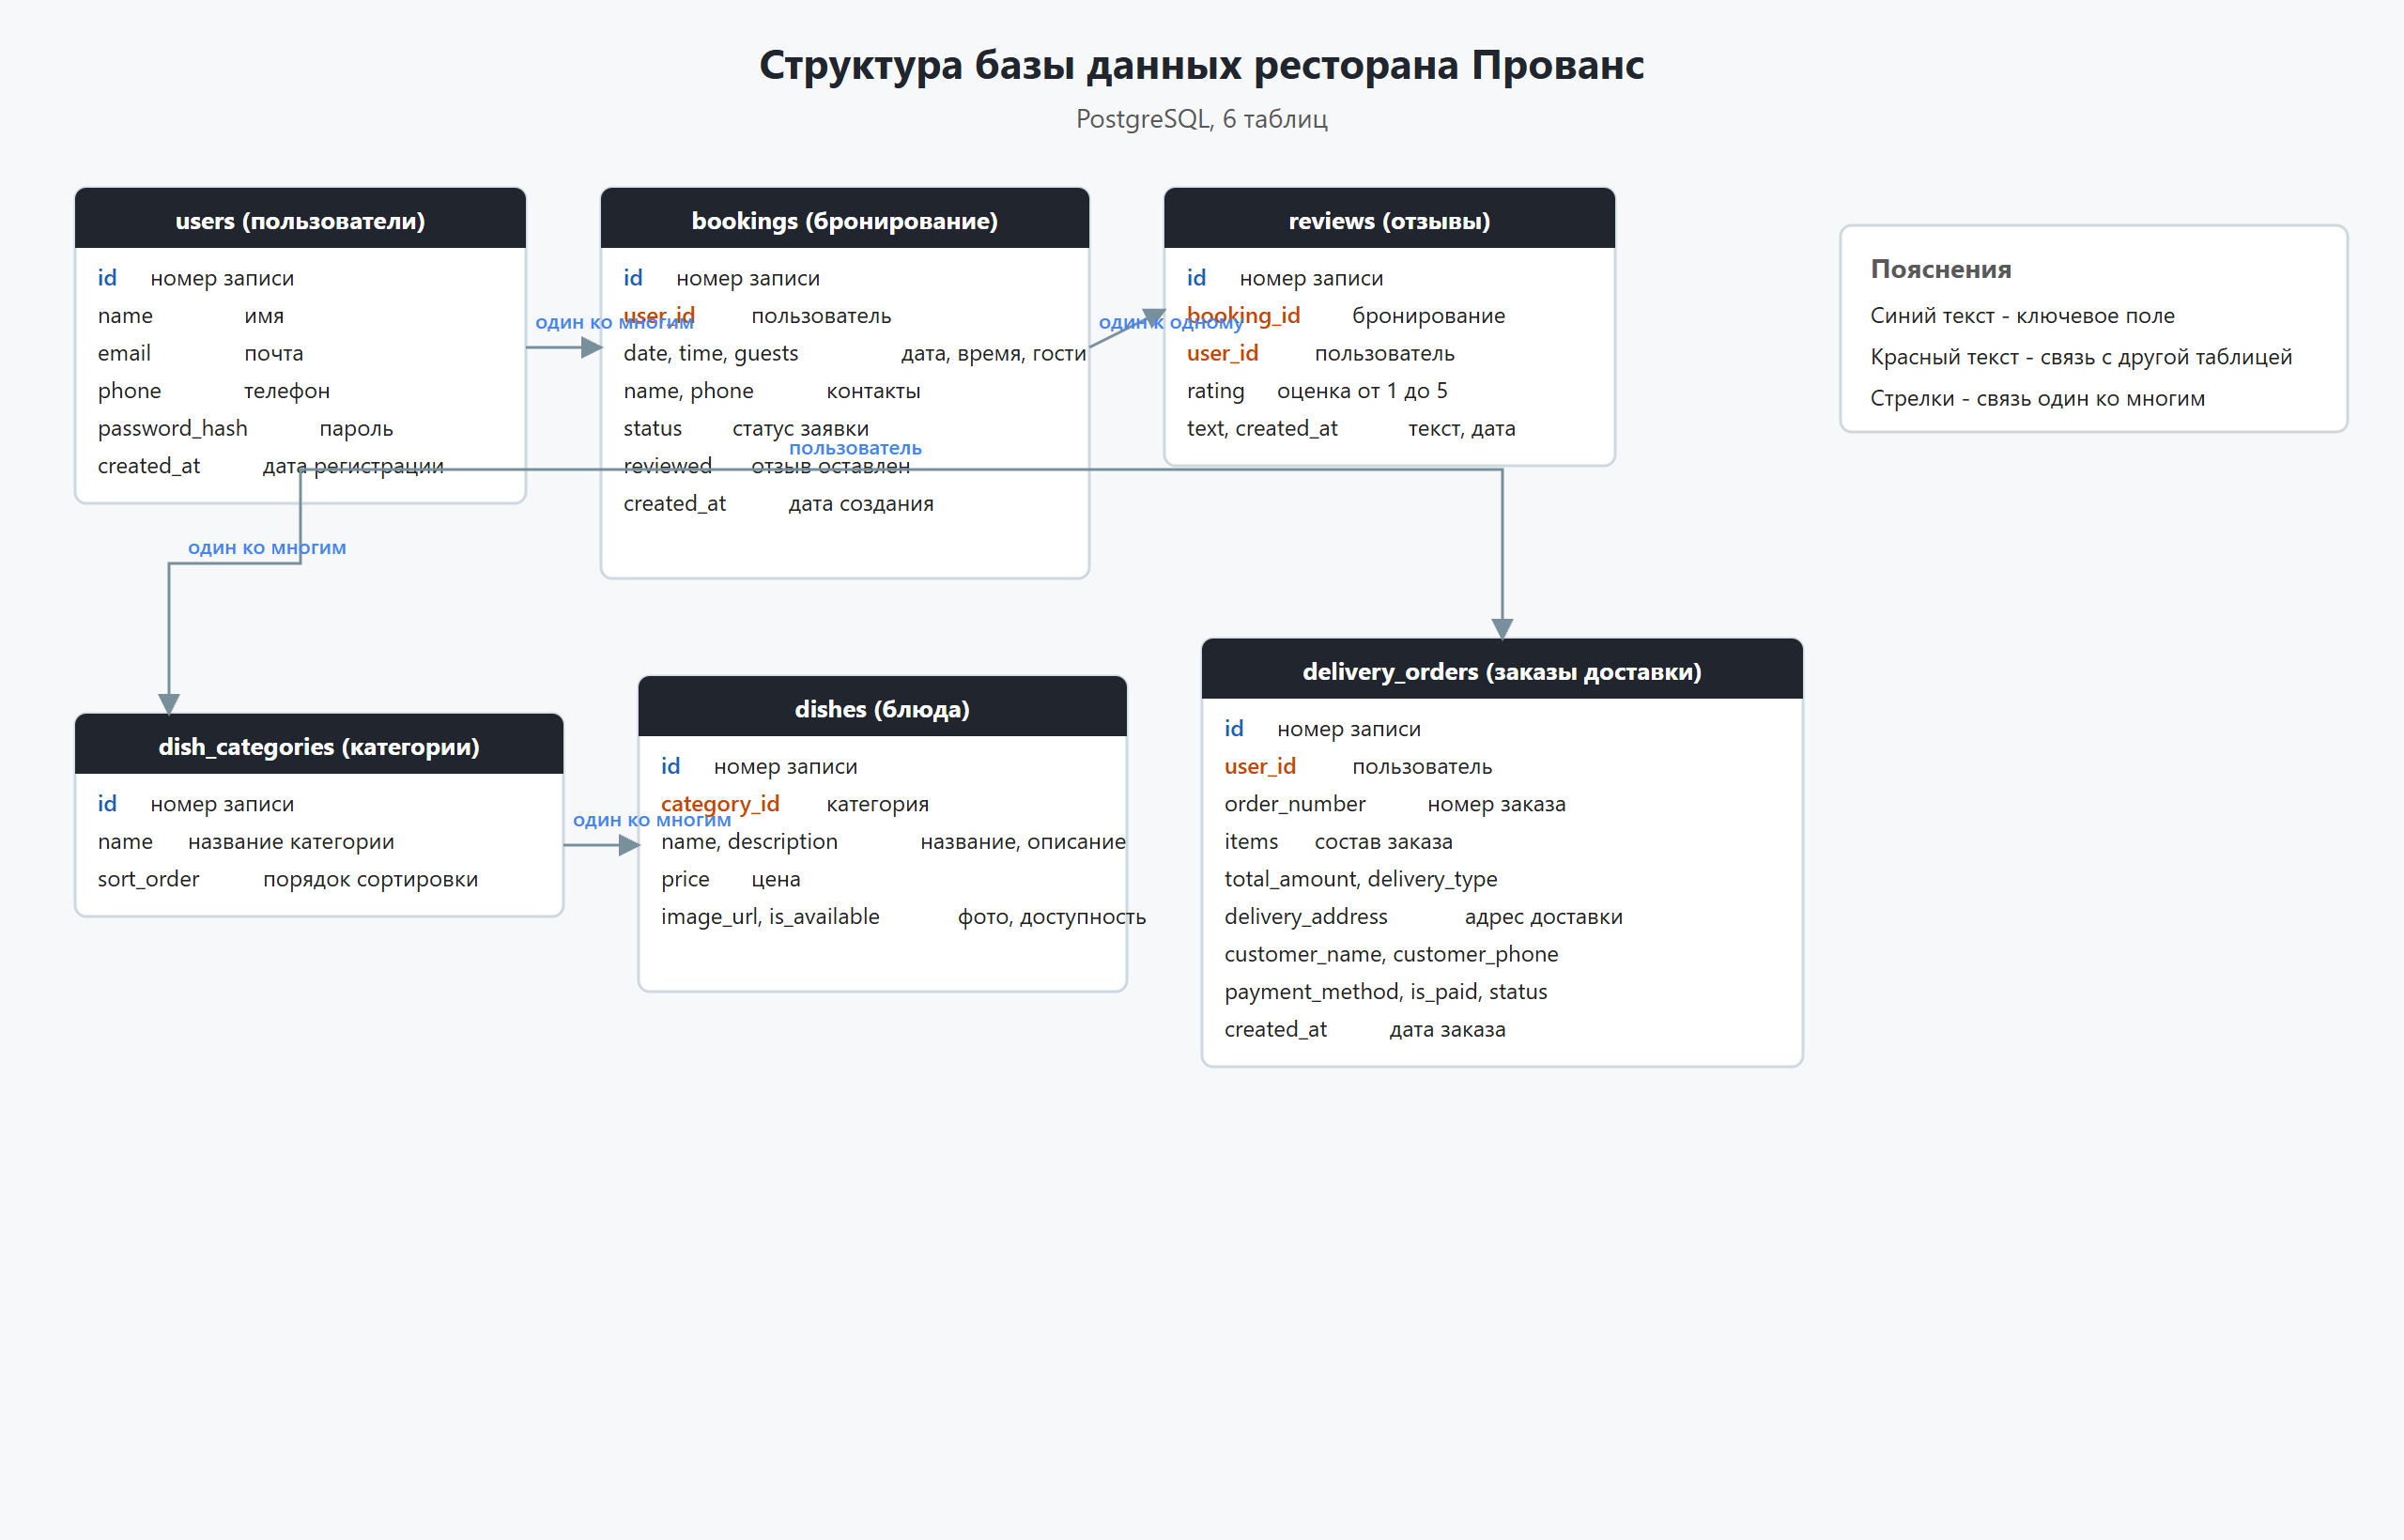 Структура базы данных ресторана Прованс
PostgreSQL, 6 таблиц
users (пользователи)
id номер записи
name имя
email почта
phone телефон
password_hash пароль
created_at дата регистрации
один ко многим
bookings (бронирование)
id номер записи
user_id пользователь
date, time, guests дата, время, гости
name, phone контакты
status статус заявки
пользователь
reviewed отзыв оставлен
created_at дата создания
один к одному
reviews (отзывы)
id номер записи
booking_id бронирование
user_id пользователь
rating оценка от 1 до 5
text, created_at текст, дата
Пояснения
Синий текст - ключевое поле
Красный текст - связь с другой таблицей
Стрелки - связь один ко многим
один ко многим
dish_categories (категории)
id номер записи
name название категории
sort_order порядок сортировки
один ко многим
dishes (блюда)
id номер записи
category_id категория
name, description название, описание
price цена
image_url, is_available фото, доступность
delivery_orders (заказы доставки)
id номер записи
user_id пользователь
order_number номер заказа
items состав заказа
total_amount, delivery_type
delivery_address адрес доставки
customer_name, customer_phone
payment_method, is_paid, status
created_at дата заказа